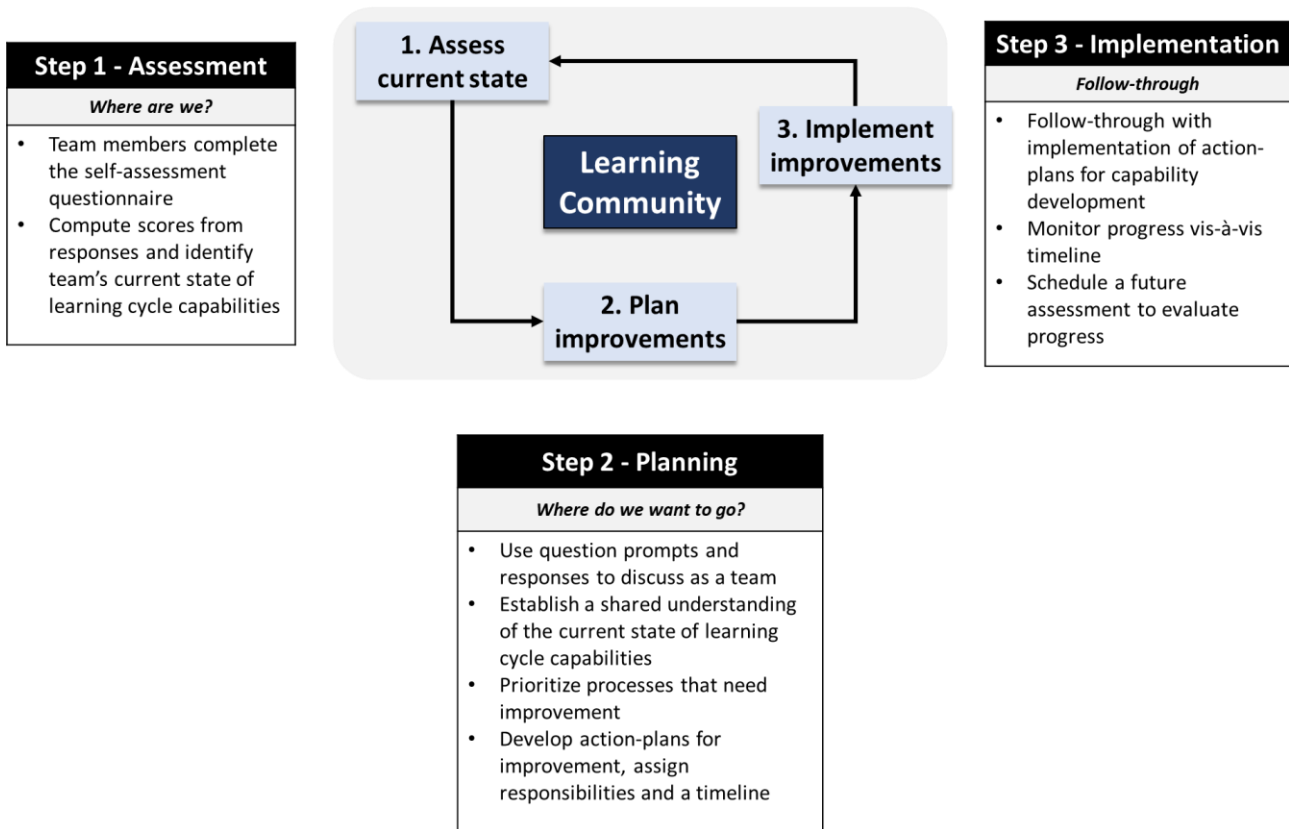 Step 1 - Assessment
Where are we?
• Team members complete
the self-assessment
questionnaire
• Compute scores from
responses and identify
team’s current state of
learning cycle capabilities
1. Assess
current state
Learning
Community
3. Implement
improvements
2. Plan
improvements
Step 3 - Implementation
Follow-through
• Follow-through with
implementation of action-
plans for capability
development
• Monitor progress vis-à-vis
timeline
• Schedule a future
assessment to evaluate
progress
Step 2 - Planning
Where do we want to go?
• Use question prompts and
responses to discuss as a team
• Establish a shared understanding
of the current state of learning
cycle capabilities
• Prioritize processes that need
improvement
• Develop action-plans for
improvement, assign
responsibilities and a timeline